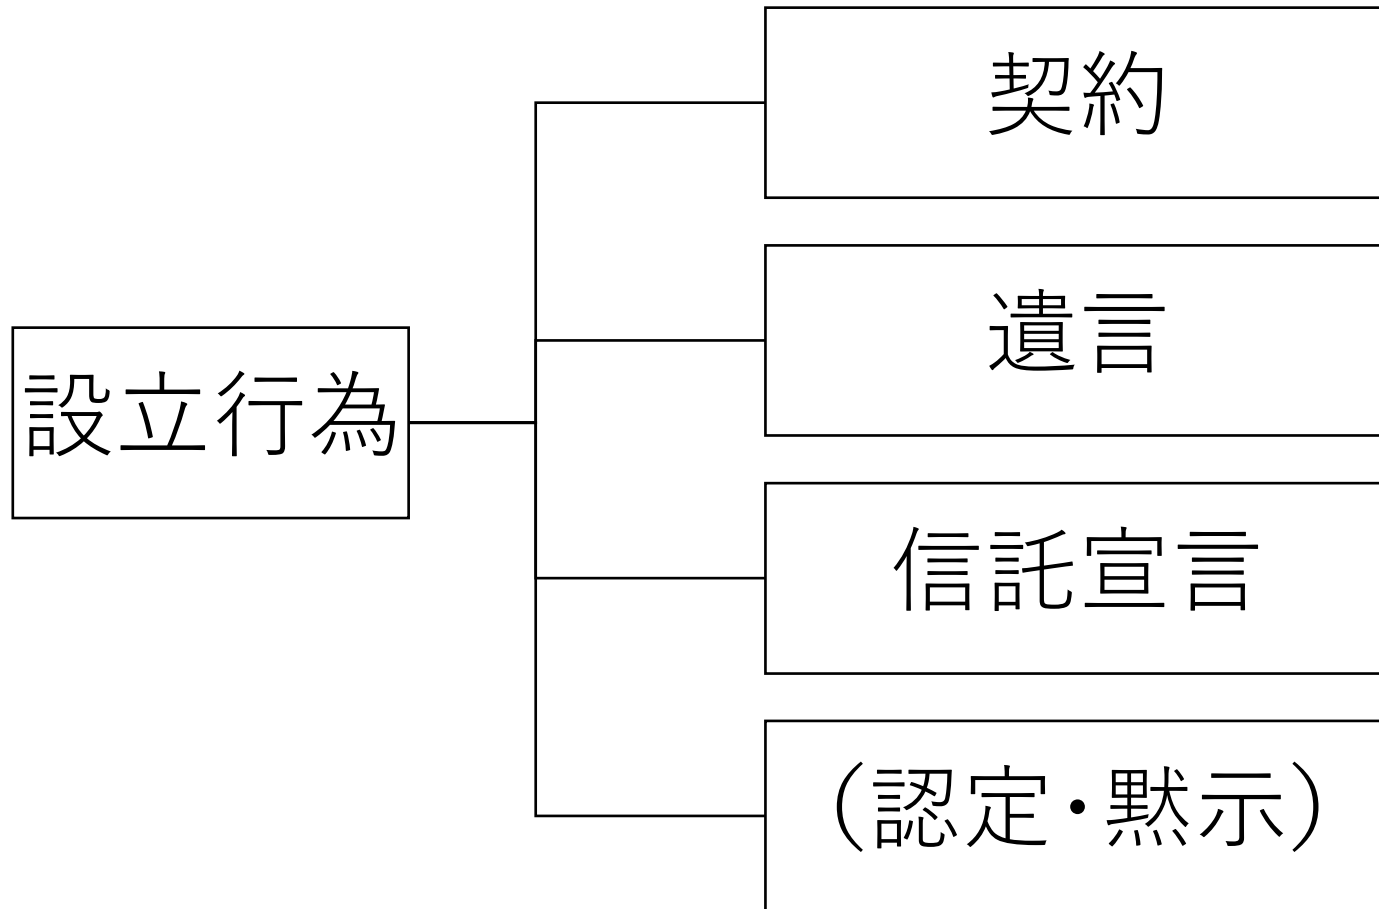 設立行為
契約
遺言
信託宣言
（認定・黙示）